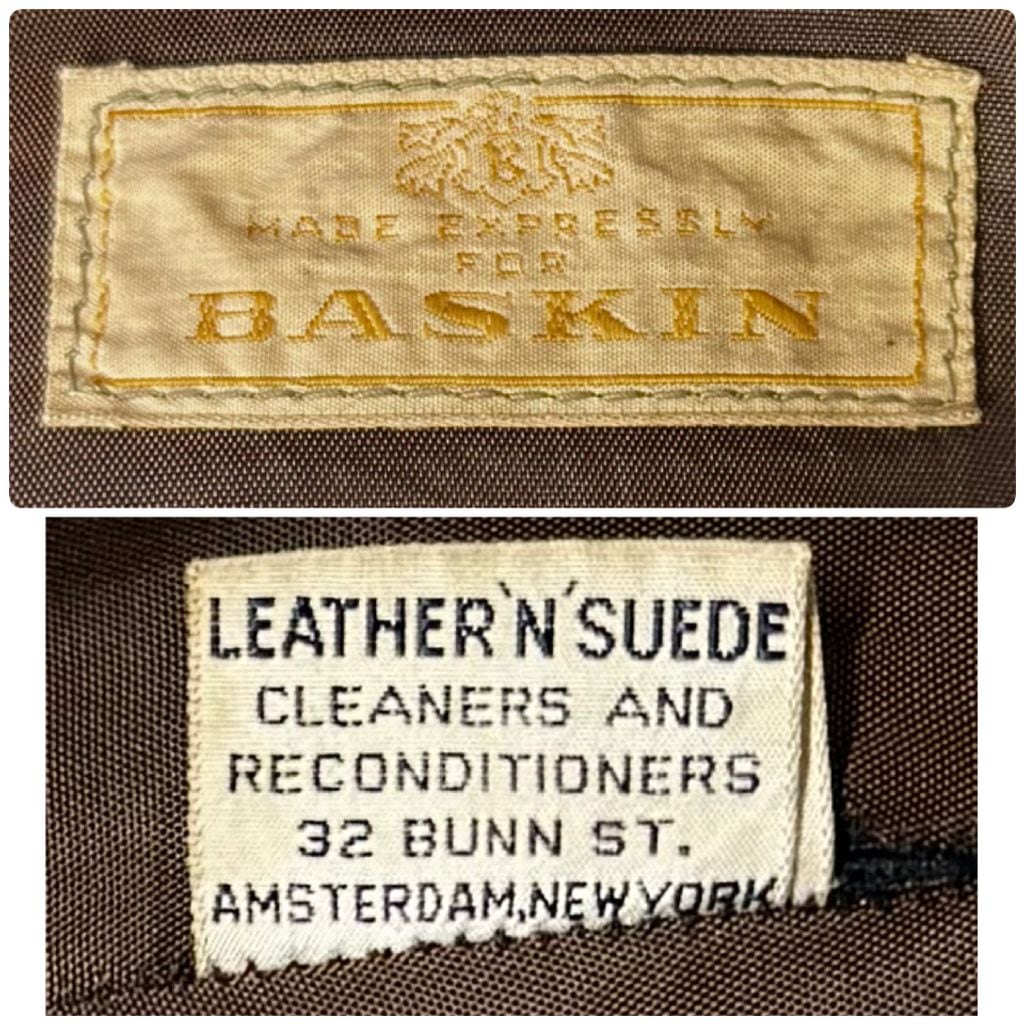 B
MADE EXPRESSLY
FOR
BASKIN
LEATHER 'N' SUEDE
CLEANERS AND
RECONDITIONERS
32 BUNN ST.
AMSTERDAM, NEW YORK